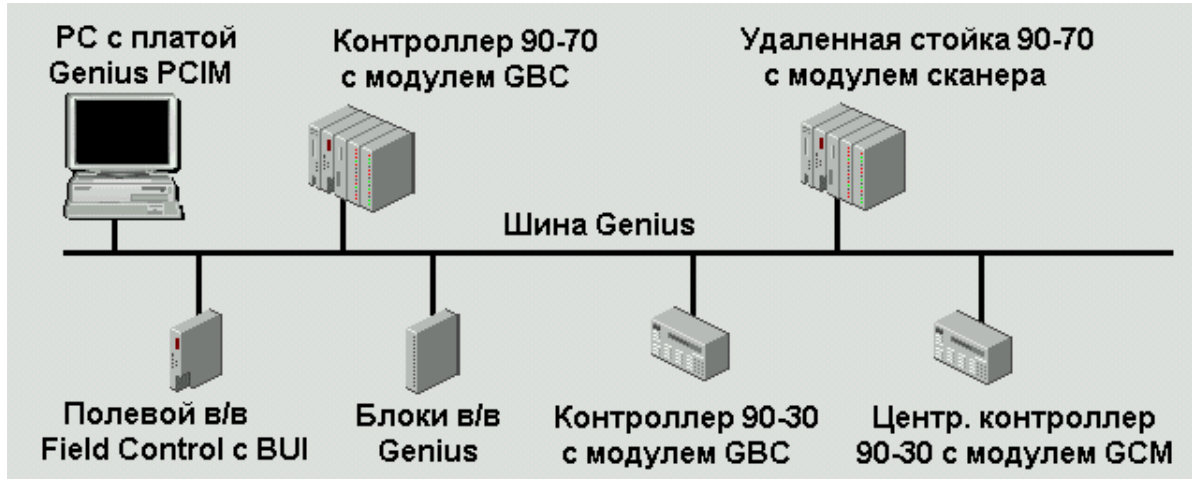 PC с платой
Genius PCIM
Контроллер 90-70
с модулем GBC
Удаленная стойка 90-70
с модулем сканера
Шина Genius
Полевой в/в
Field Control с BUI
Блоки в/в
Genius
Контроллер 90-30
с модулем GBC
Центр. контроллер
90-30 с модулем GCM